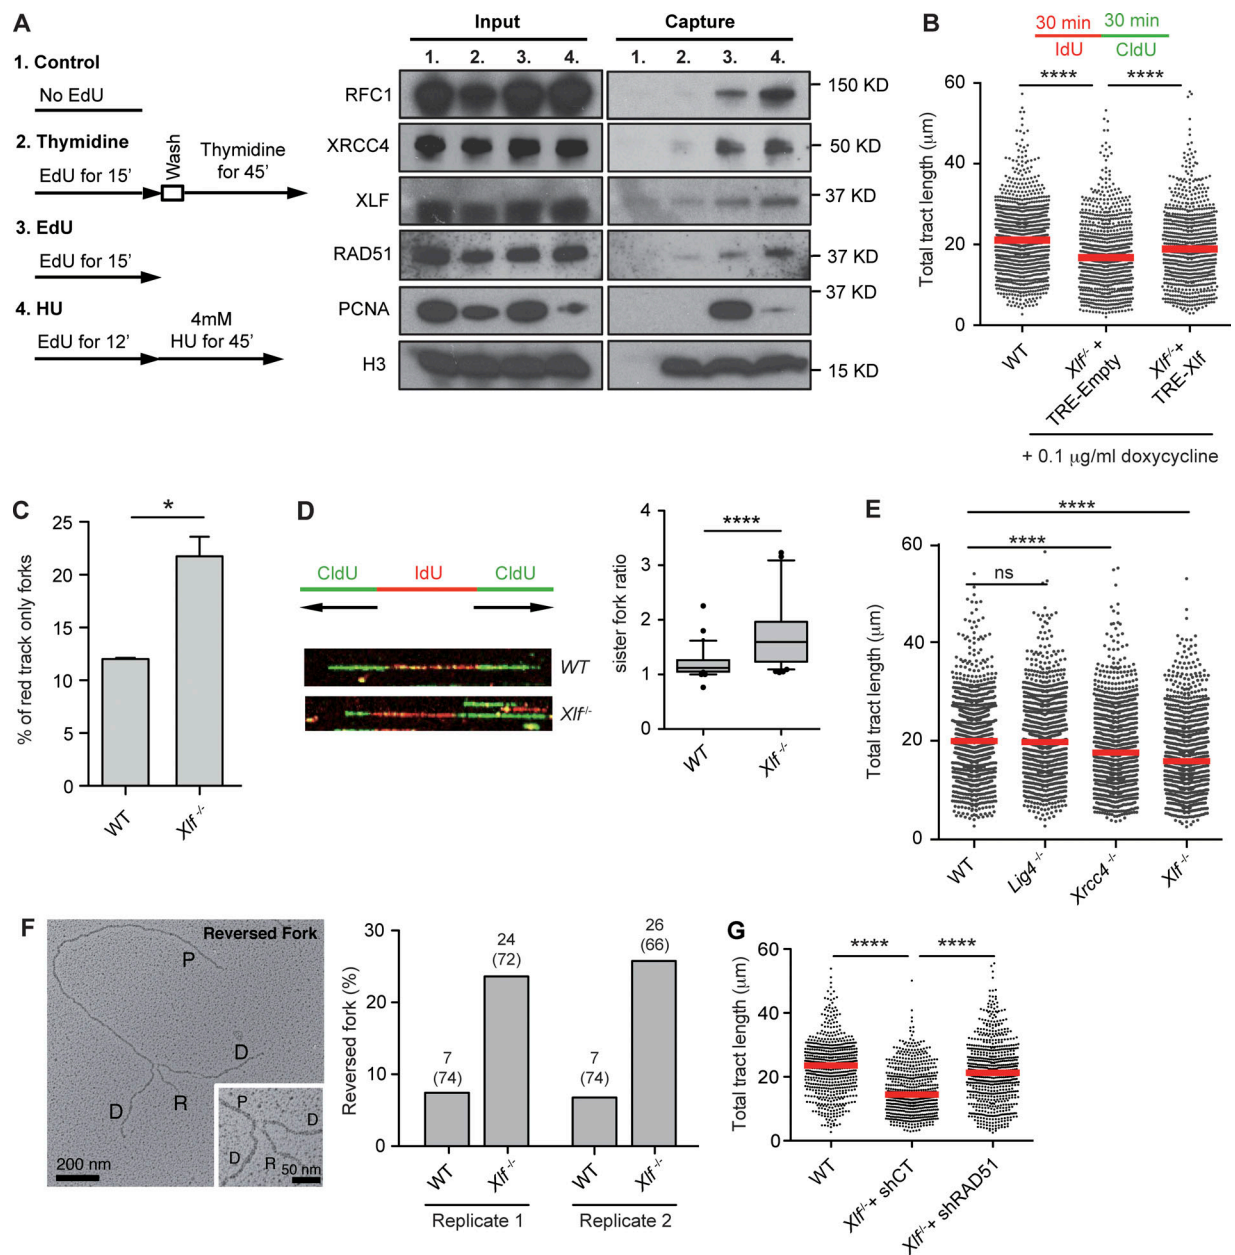 A
Input
Capture
1. Control
No EdU
2. Thymidine
EdU for 15'
Wash
Thymidine
for 45'
3. EdU
EdU for 15'
4. HU
EdU for 12'
4mM
HU for 45'
1. 2. 3. 4. 1. 2. 3. 4.
RFC1
150 KD
XRCC4
50 KD
XLF
37 KD
RAD51
37 KD
PCNA
37 KD
H3
15 KD
B
30 min 30 min
IdU CldU
**** ****
Total tract length (μm)
60
40
20
0
WT
Xlf-/- +
TRE-Empty
Xlf-/-+
TRE-Xlf
+ 0.1 μg/ml doxycycline
C
*
% of red track only forks
25
20
15
10
5
0
WT
Xlf-/-
D
CldU IdU CldU
WT
Xlf-/-
****
sister fork ratio
4
3
2
1
0
WT
Xlf-/-
E
****
****
ns
Total tract length (μm)
60
40
20
0
WT
Lig4-/-
Xrcc4-/-
Xlf-/-
F
Reversed Fork
P
D
D
R
200 nm
P
D
D
R
50 nm
Reversed fork (%)
30
20
10
0
7
(74)
24
(72)
7
(74)
26
(66)
WT
Xlf-/-
WT
Xlf-/-
Replicate 1
Replicate 2
G
**** ****
Total tract length (μm)
60
40
20
0
WT
Xlf-/-+ shCT
Xlf-/-+ shRAD51